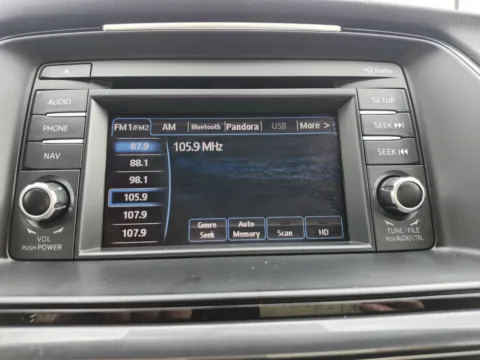 HD Radio
AUDIO
PHONE
NAV
VOL
PUSH POWER
FM1/FM2 AM Bluetooth Pandora USB More >
87.9
88.1
98.1
105.9
107.9
107.9
105.9 MHz
Genre Seek
Auto Memory
Scan
HD
SETUP
SEEK
SEEK
TUNE / FILE
PUSH AUDIO CTRL